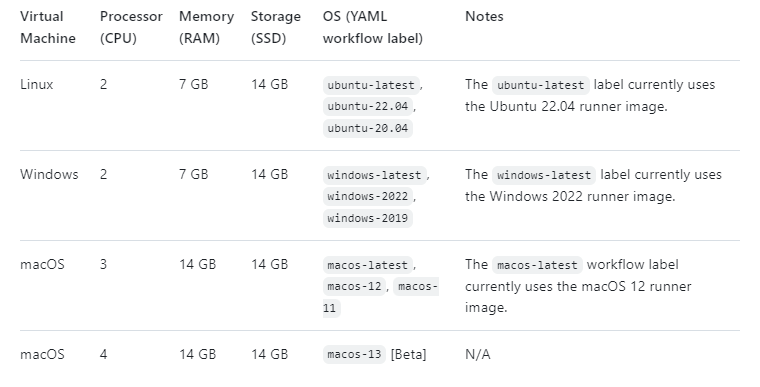 Virtual Machine Processor (CPU) Memory (RAM) Storage (SSD) OS (YAML workflow label) Notes
Linux 2 7 GB 14 GB ubuntu-latest, The ubuntu-latest label currently uses
ubuntu-22.04, the Ubuntu 22.04 runner image.
ubuntu-20.04
Windows 2 7 GB 14 GB windows-latest, The windows-latest label currently uses
windows-2022, the Windows 2022 runner image.
windows-2019
macOS 3 14 GB 14 GB macos-latest, The macos-latest workflow label
macos-12, macos- currently uses the macOS 12 runner
11 image.
macOS 4 14 GB 14 GB macos-13 [Beta] N/A